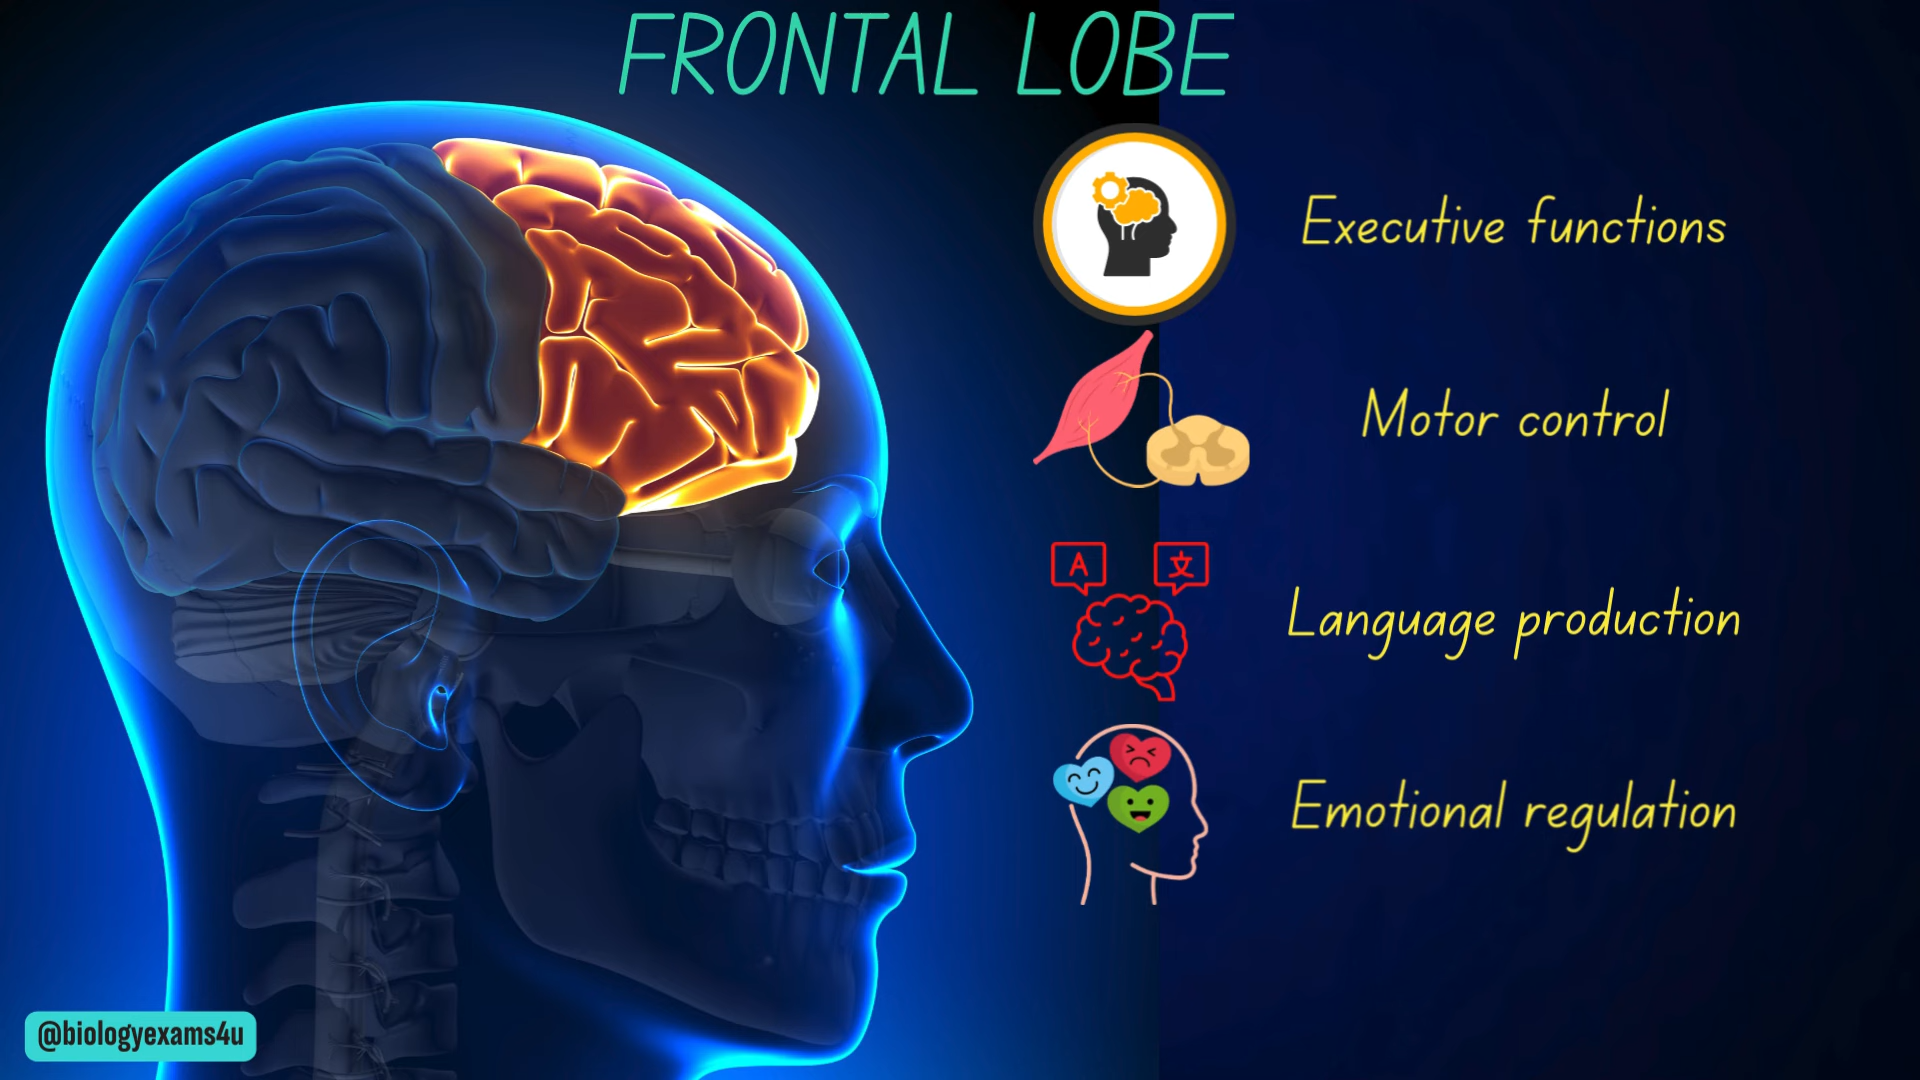 FRONTAL LOBE
Executive functions
Motor control
A 文
Language production
Emotional regulation
@biologyexams4u